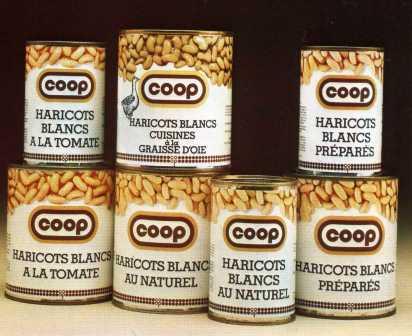 coop
HARICOTS
BLANCS
A LA TOMATE
coop
HARICOTS BLANCS
CUISINES
à la
GRAISSE D'OIE
coop
HARICOTS
BLANCS
PRÉPARÉS
coop
HARICOTS BLANCS
A LA TOMATE
coop
HARICOTS BLANCS
AU NATUREL
coop
HARICOTS
BLANCS
AU NATUREL
coop
HARICOTS BLANCS
PRÉPARÉS